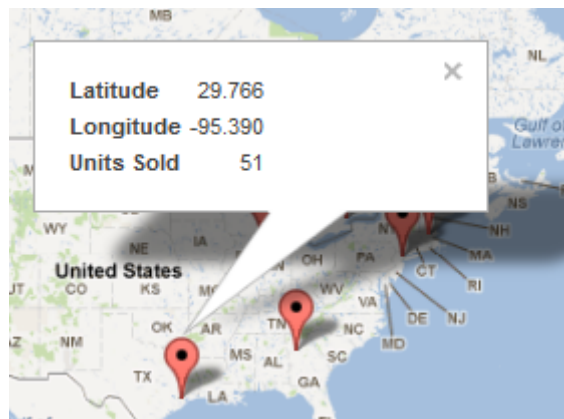 MB
NL
×
Latitude 29.766
Longitude -95.390
Units Sold 51
Gulf of
Lawren
NS
NH
WY
IA
NE
OH
PA
MA
CT
RI
United States
UT
CO
KS
WV
VA
DE
NJ
OK
AR
TN
NC
MD
NM
MS
AL
SC
TX
LA
GA